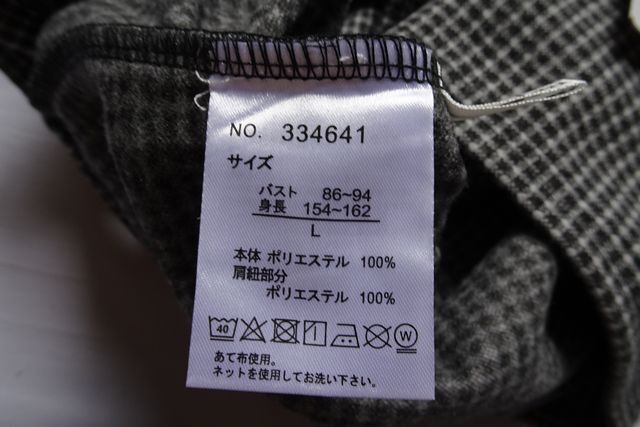 NO. 334641
サイズ
バスト 86~94
身長 154~162
L
本体 ポリエステル 100%
肩紐部分
ポリエステル 100%
40 W
あて布使用。
ネットを使用してお洗い下さい。